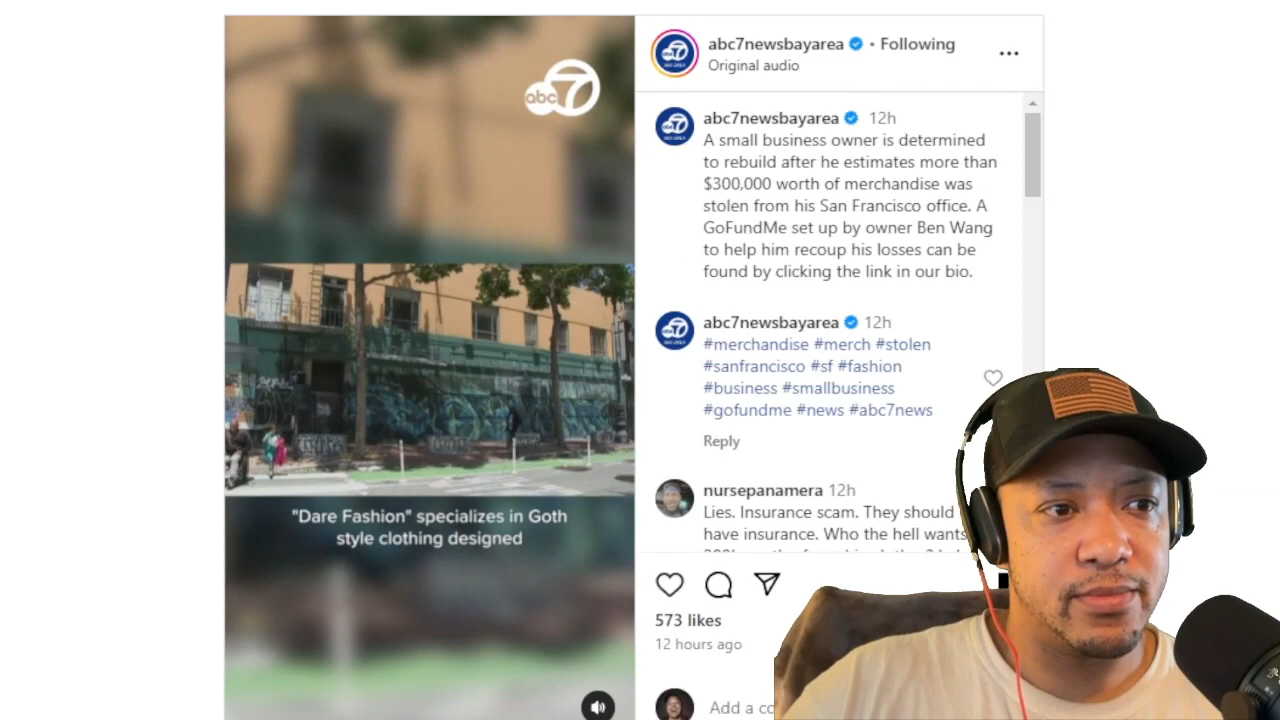 abc 7
"Dare Fashion" specializes in Goth
style clothing designed
abc7newsbayarea • Following
Original audio
abc7newsbayarea 12h
A small business owner is determined
to rebuild after he estimates more than
$300,000 worth of merchandise was
stolen from his San Francisco office. A
GoFundMe set up by owner Ben Wang
to help him recoup his losses can be
found by clicking the link in our bio.
abc7newsbayarea 12h
#merchandise #merch #stolen
#sanfrancisco #sf #fashion
#business #smallbusiness
#gofundme #news #abc7news
Reply
nursepanamera 12h
Lies. Insurance scam. They should
have insurance. Who the hell wants
573 likes
12 hours ago
Add a co